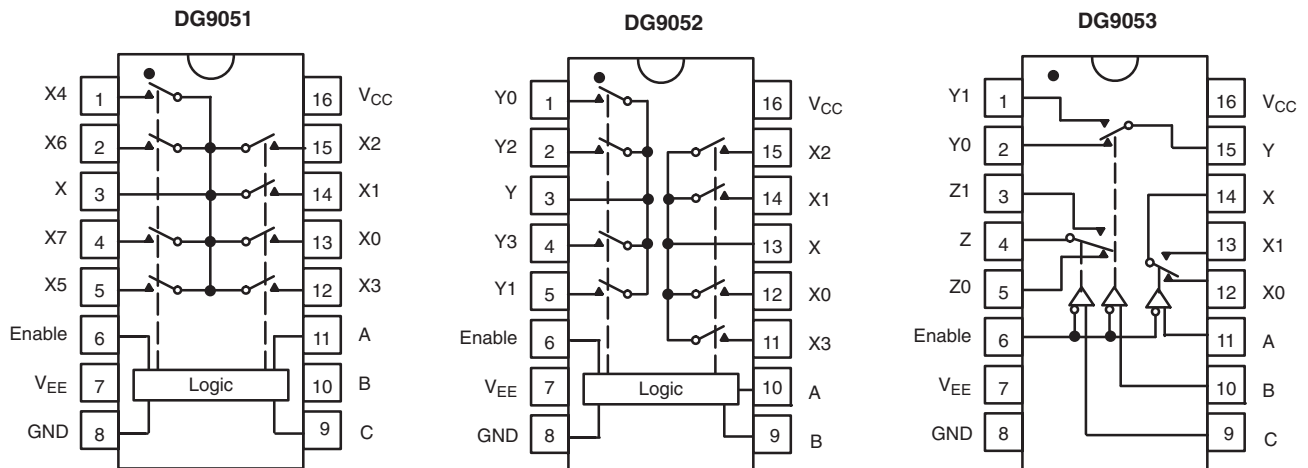 DG9051
X4 1 16 VCC
X6 2 15 X2
X 3 14 X1
X7 4 13 X0
X5 5 12 X3
Enable 6 11 A
VEE 7 Logic 10 B
GND 8 9 C
DG9052
Y0 1 16 VCC
Y2 2 15 X2
Y 3 14 X1
Y3 4 13 X
Y1 5 12 X0
Enable 6 11 X3
VEE 7 Logic 10 A
GND 8 9 B
DG9053
Y1 1 16 VCC
Y0 2 15 Y
Z1 3 14 X
Z 4 13 X1
Z0 5 12 X0
Enable 6 11 A
VEE 7 10 B
GND 8 9 C